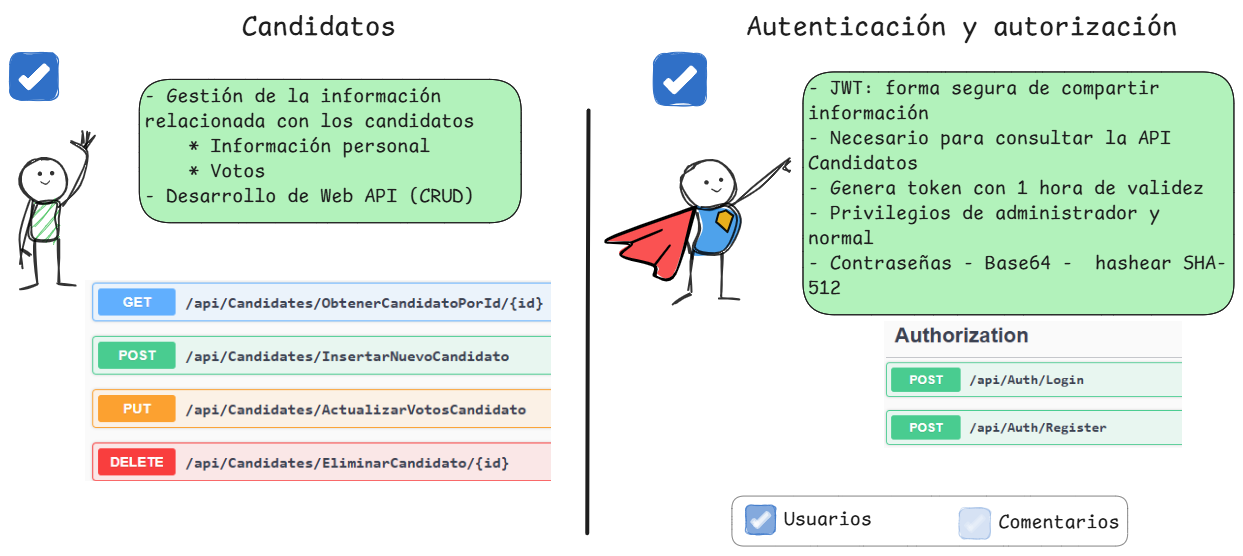 Candidatos
- Gestión de la información
relacionada con los candidatos
* Información personal
* Votos
- Desarrollo de Web API (CRUD)
GET /api/Candidates/ObtenerCandidatoPorId/{id}
POST /api/Candidates/InsertarNuevoCandidato
PUT /api/Candidates/ActualizarVotosCandidato
DELETE /api/Candidates/EliminarCandidato/{id}
Autenticación y autorización
- JWT: forma segura de compartir
información
- Necesario para consultar la API
Candidatos
- Genera token con 1 hora de validez
- Privilegios de administrador y
normal
- Contraseñas - Base64 - hashear SHA-
512
Authorization
POST /api/Auth/Login
POST /api/Auth/Register
Usuarios
Comentarios